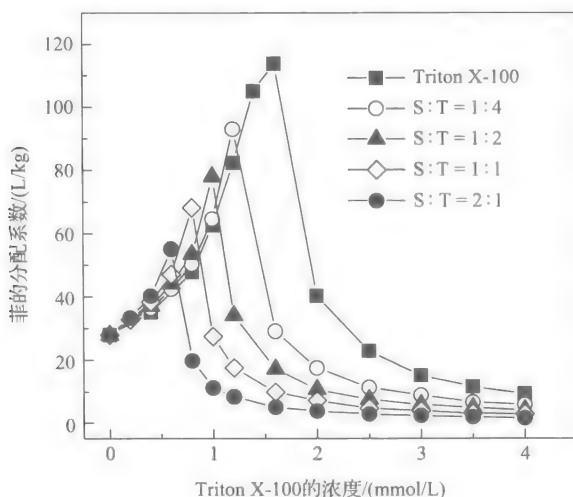 120
100
80
60
40
20
0
菲的分配系数/(L/kg)
Triton X-100
S∶T = 1∶4
S∶T = 1∶2
S∶T = 1∶1
S∶T = 2∶1
0 1 2 3 4
Triton X-100的浓度/(mmol/L)